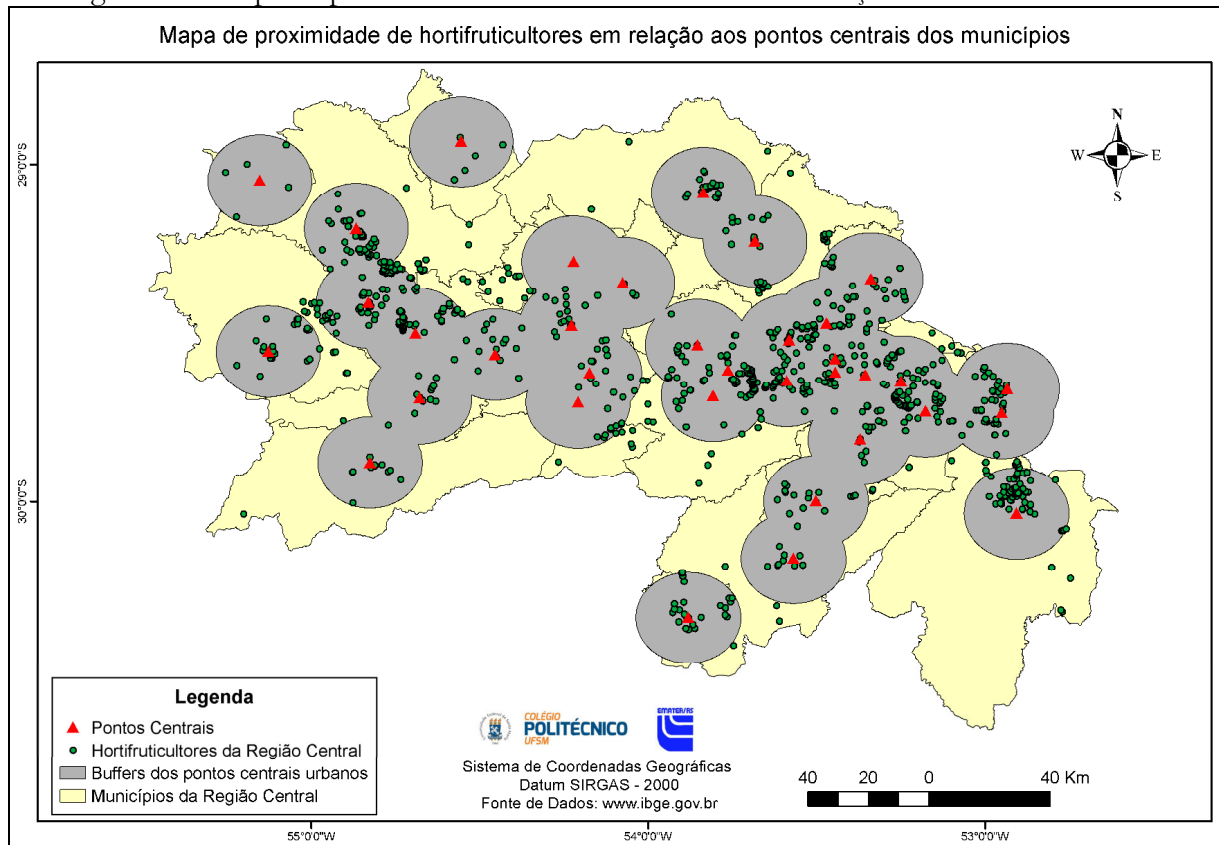 Mapa de proximidade de hortifruticultores em relação aos pontos centrais dos municípios
N
W E
S
29°0'0"S
30°0'0"S
Legenda
Pontos Centrais
Hortifruticultores da Região Central
Buffers dos pontos centrais urbanos
Municípios da Região Central
COLÉGIO
POLITÉCNICO
UFSM
EMATER/RS
Sistema de Coordenadas Geográficas
Datum SIRGAS - 2000
Fonte de Dados: www.ibge.gov.br
40 20 0 40 Km
55°0'0"W 54°0'0"W 53°0'0"W